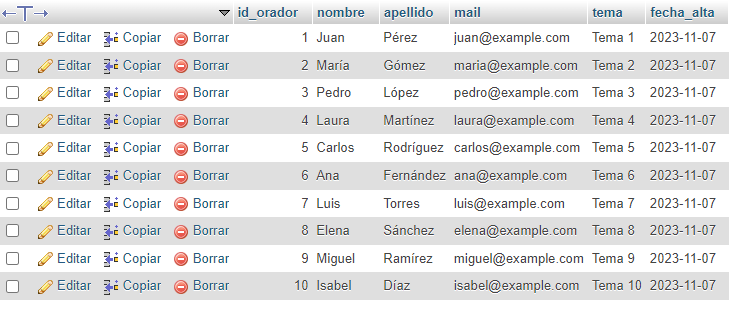 id_orador nombre apellido mail tema fecha_alta
Editar Copiar Borrar 1 Juan Pérez juan@example.com Tema 1 2023-11-07
Editar Copiar Borrar 2 María Gómez maria@example.com Tema 2 2023-11-07
Editar Copiar Borrar 3 Pedro López pedro@example.com Tema 3 2023-11-07
Editar Copiar Borrar 4 Laura Martínez laura@example.com Tema 4 2023-11-07
Editar Copiar Borrar 5 Carlos Rodríguez carlos@example.com Tema 5 2023-11-07
Editar Copiar Borrar 6 Ana Fernández ana@example.com Tema 6 2023-11-07
Editar Copiar Borrar 7 Luis Torres luis@example.com Tema 7 2023-11-07
Editar Copiar Borrar 8 Elena Sánchez elena@example.com Tema 8 2023-11-07
Editar Copiar Borrar 9 Miguel Ramírez miguel@example.com Tema 9 2023-11-07
Editar Copiar Borrar 10 Isabel Díaz isabel@example.com Tema 10 2023-11-07